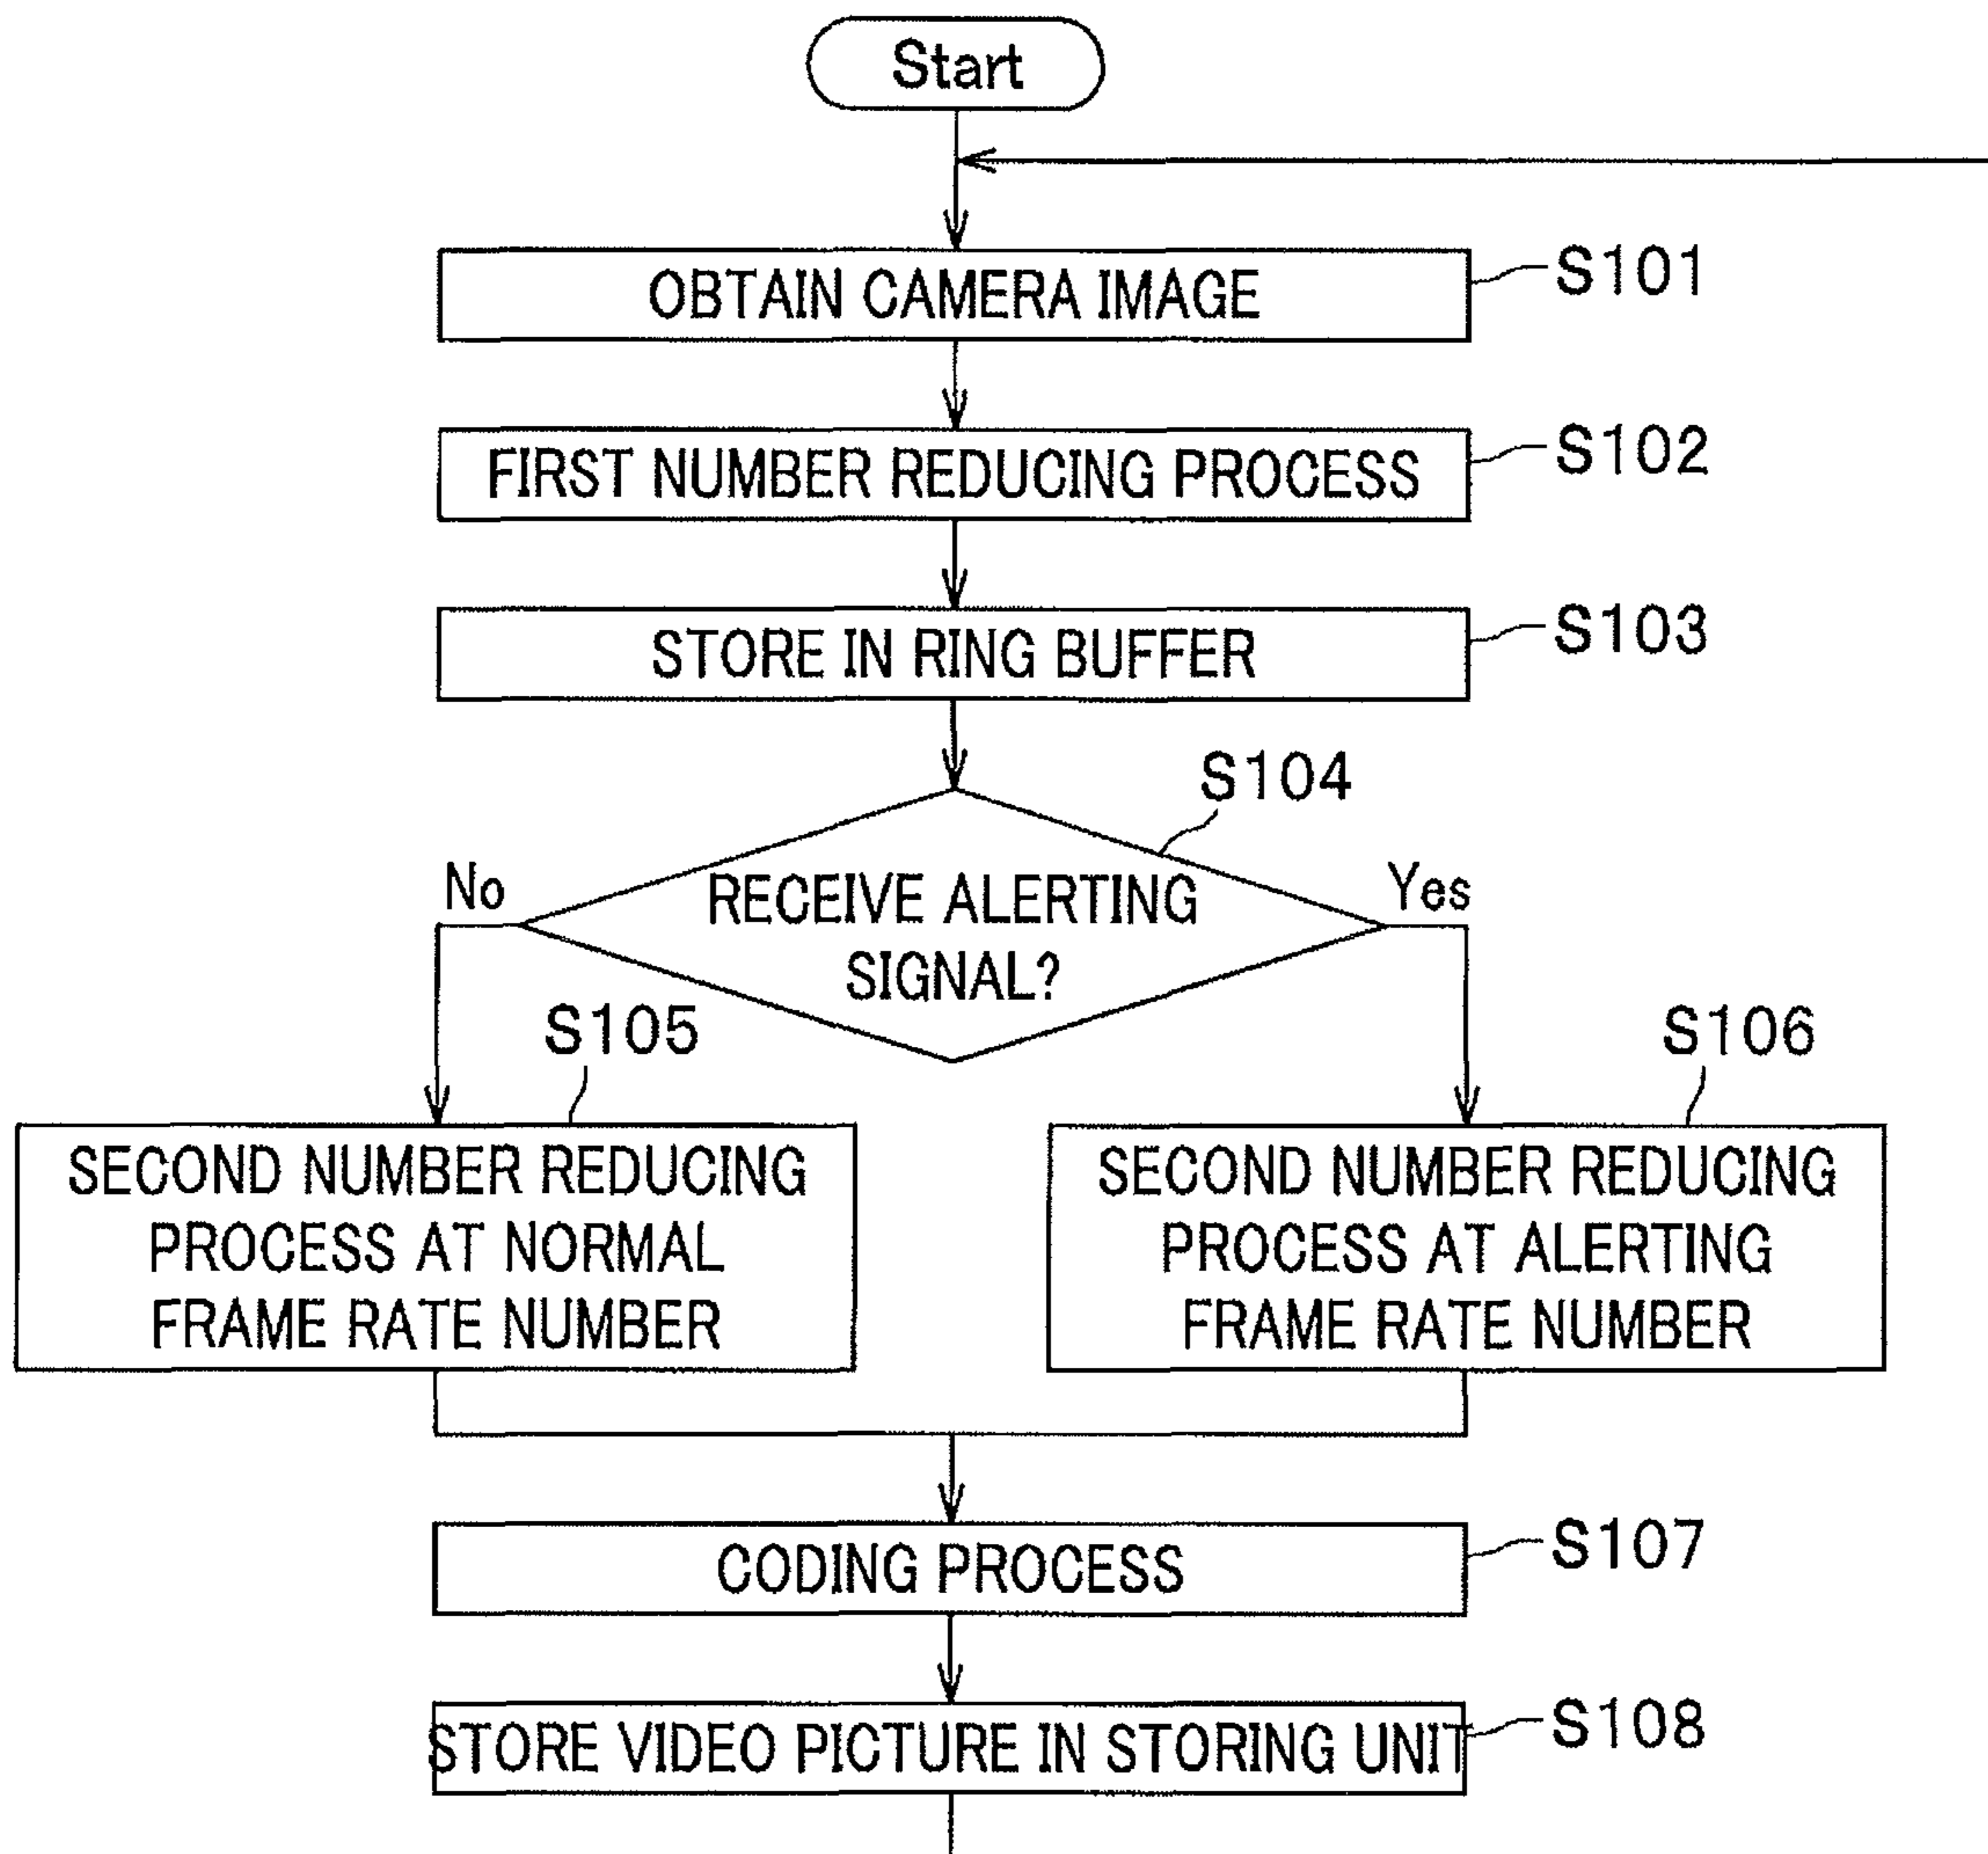 Start
OBTAIN CAMERA IMAGE
S101
FIRST NUMBER REDUCING PROCESS
S102
STORE IN RING BUFFER
S103
S104
No
RECEIVE ALERTING
SIGNAL?
Yes
S105
S106
SECOND NUMBER REDUCING
PROCESS AT NORMAL
FRAME RATE NUMBER
SECOND NUMBER REDUCING
PROCESS AT ALERTING
FRAME RATE NUMBER
CODING PROCESS
S107
STORE VIDEO PICTURE IN STORING UNIT
S108